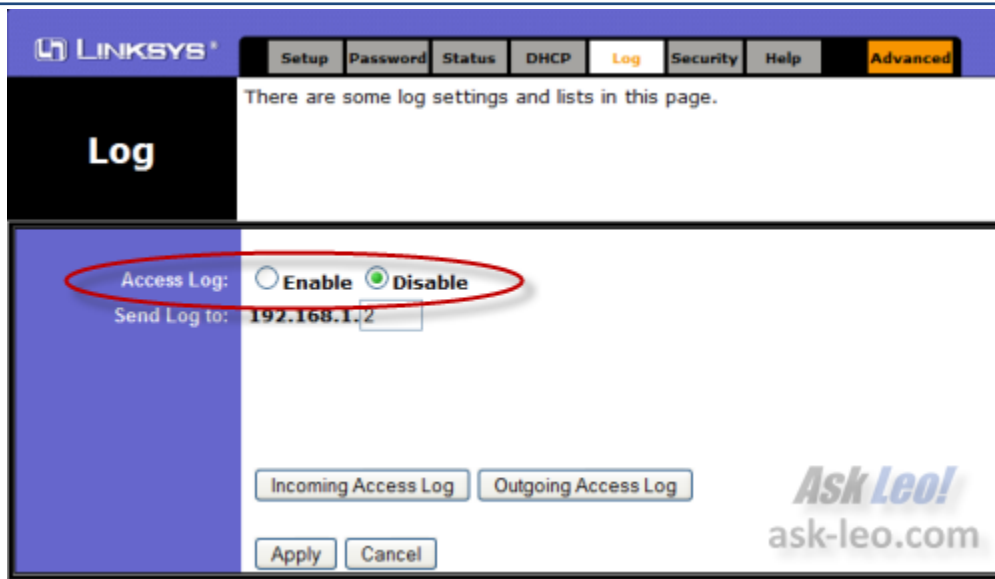 LINKSYS®
Setup Password Status DHCP Log Security Help Advanced
There are some log settings and lists in this page.
Log
Access Log: Enable Disable
Send Log to: 192.168.1.2
Incoming Access Log Outgoing Access Log
Ask Leo!
ask-leo.com
Apply Cancel